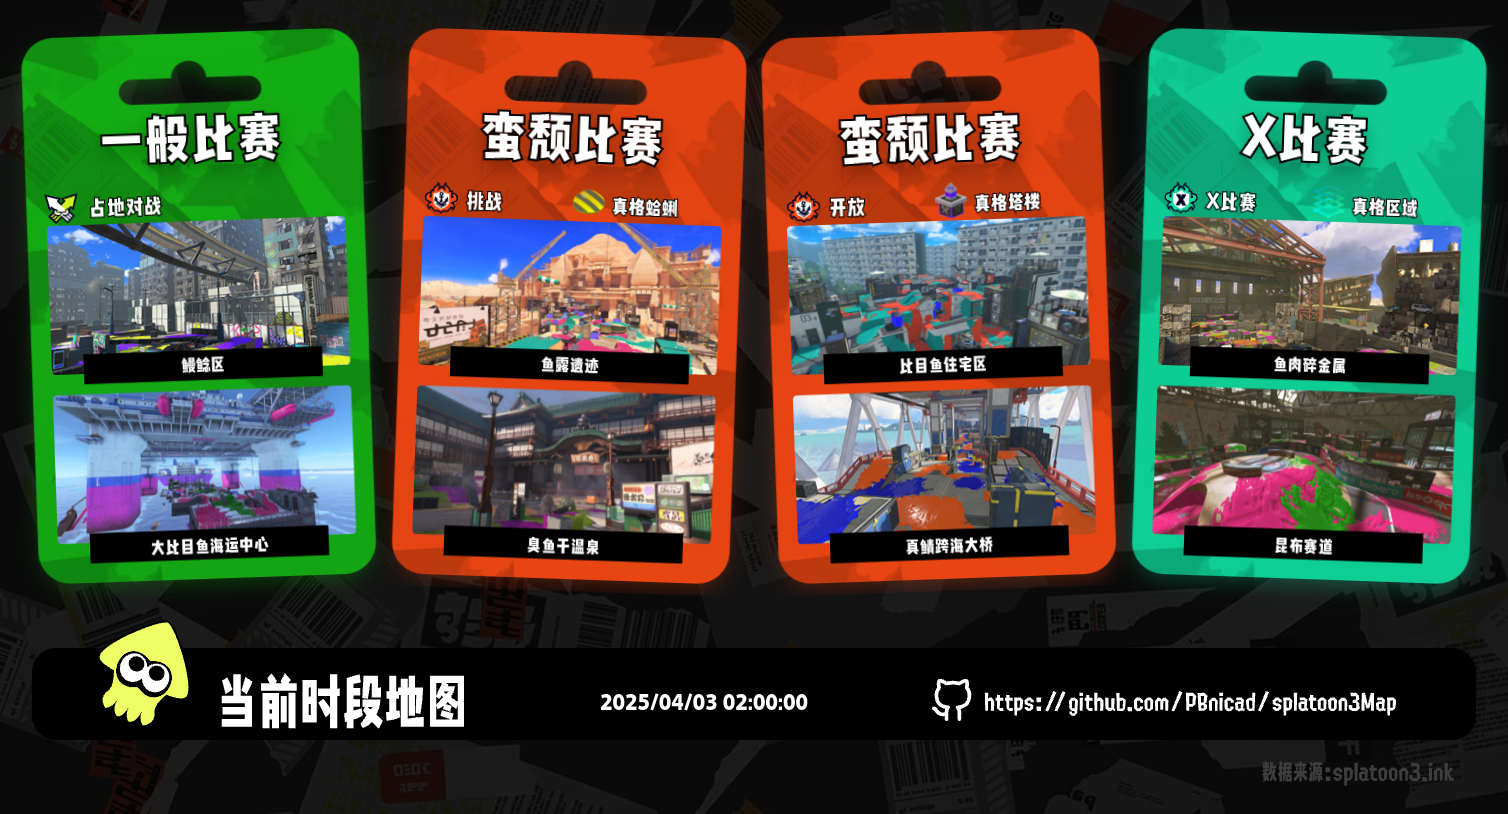 一般比赛
占地对战
鳗鲶区
大比目鱼海运中心
蛮颓比赛
挑战
真格蛤蜊
鱼露遗迹
臭鱼干温泉
蛮颓比赛
开放
真格塔楼
比目鱼住宅区
真鲭跨海大桥
X比赛
X比赛
真格区域
鱼肉碎金属
昆布赛道
当前时段地图
2025/04/03 02:00:00
https://github.com/PBnicad/splatoon3Map
数据来源:splatoon3.ink